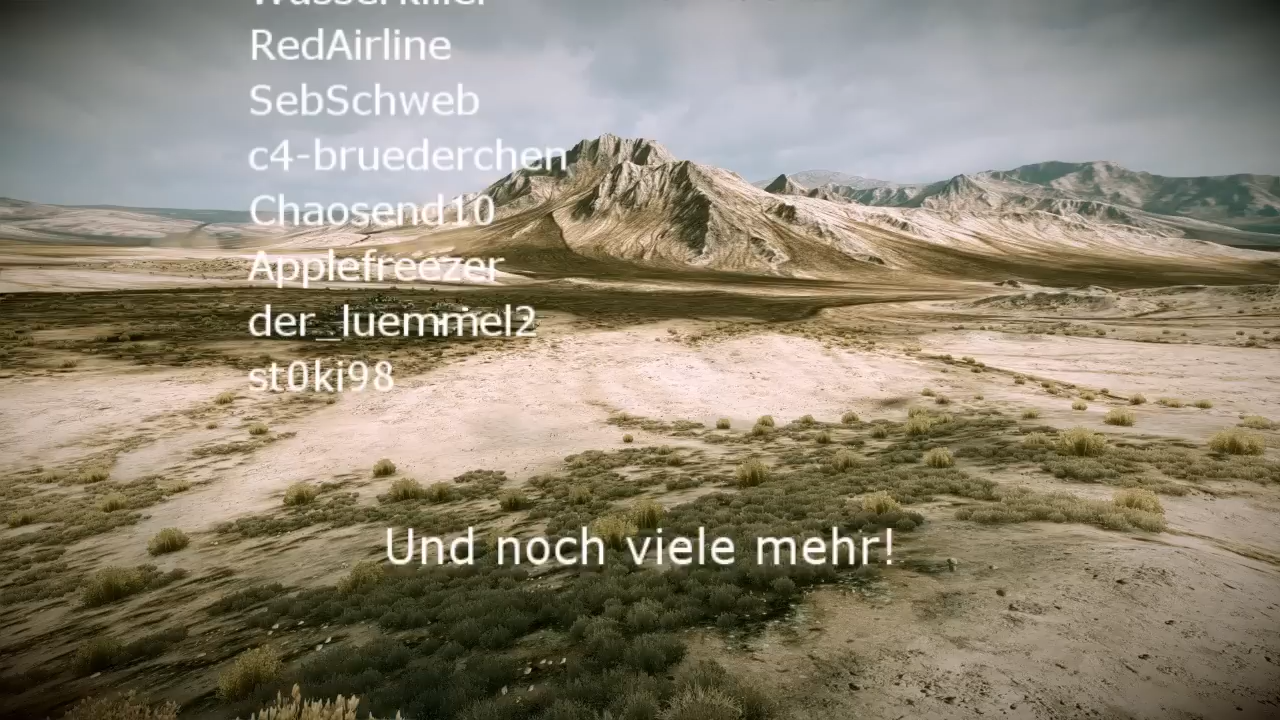 RedAirline
SebSchweb
c4-bruederchen
Chaosend10
Applefreezer
der_luemmel2
st0ki98
Und noch viele mehr!